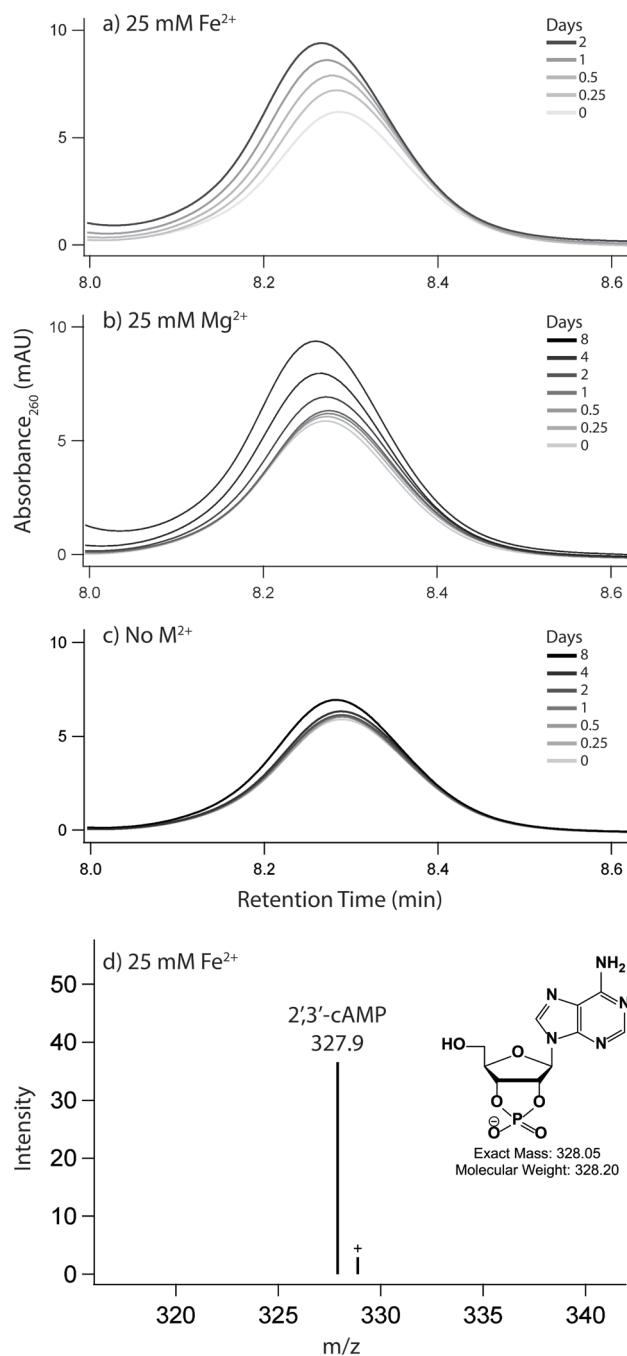 a) 25 mM Fe²⁺
Days
2
1
0.5
0.25
0
10
5
0
8.0 8.2 8.4 8.6
b) 25 mM Mg²⁺
Days
8
4
2
1
0.5
0.25
0
10
5
0
8.0 8.2 8.4 8.6
Absorbance₂₆₀ (mAU)
c) No M²⁺
Days
8
4
2
1
0.5
0.25
0
10
5
0
8.0 8.2 8.4 8.6
Retention Time (min)
d) 25 mM Fe²⁺
50
40
30
20
10
0
Intensity
2',3'-cAMP
327.9
+
NH₂
N N
N N
HO O
O O
P
⊖
O O
Exact Mass: 328.05
Molecular Weight: 328.20
320 325 330 335 340
m/z